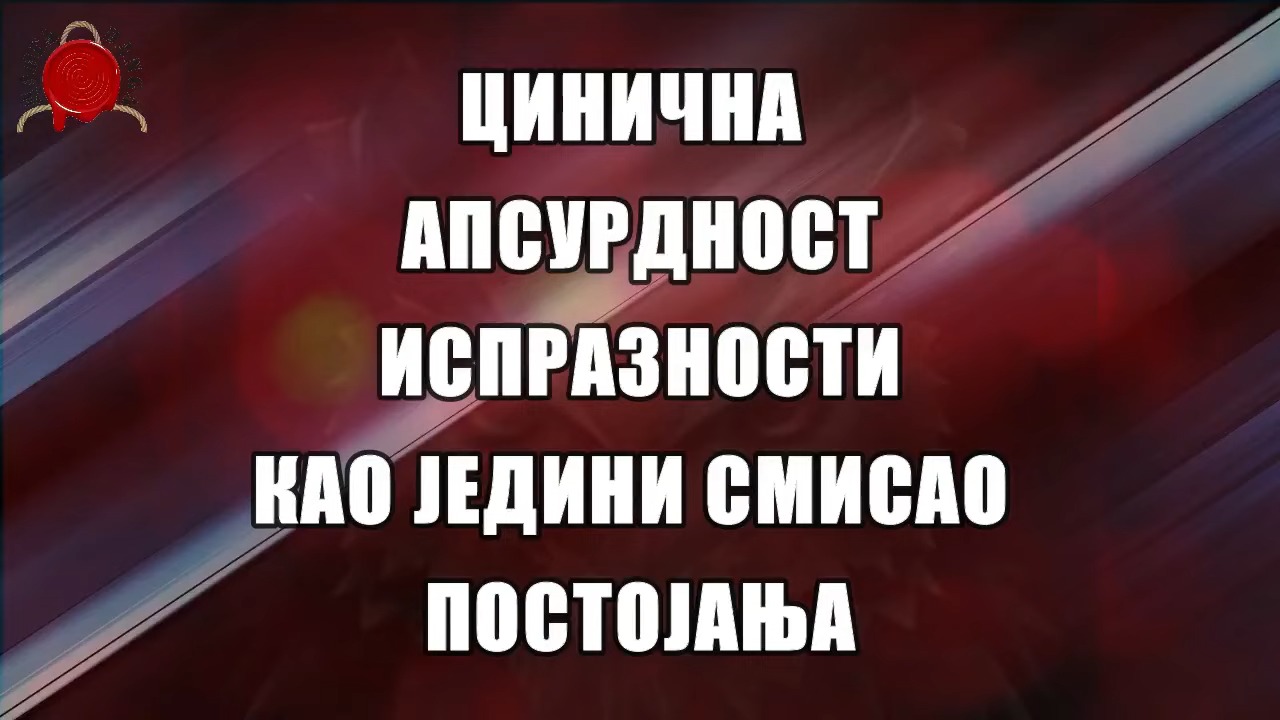 ЦИНИЧНА
АПСУРДНОСТ
ИСПРАЗНОСТИ
КАО ЈЕДИНИ СМИСАО
ПОСТОЈАЊА